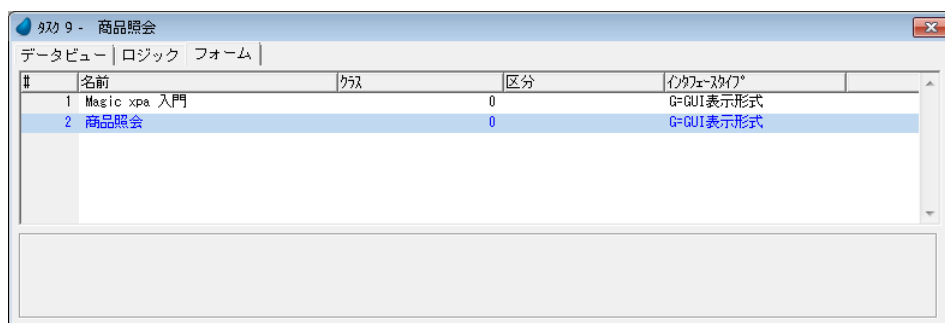 ﾀｽｸ 9 - 商品照会
データビュー ロジック フォーム
# 名前 ｸﾗｽ 区分 ｲﾝﾀﾌｪｰｽﾀｲﾌﾟ
1 Magic xpa 入門 0 G=GUI表示形式
2 商品照会 0 G=GUI表示形式